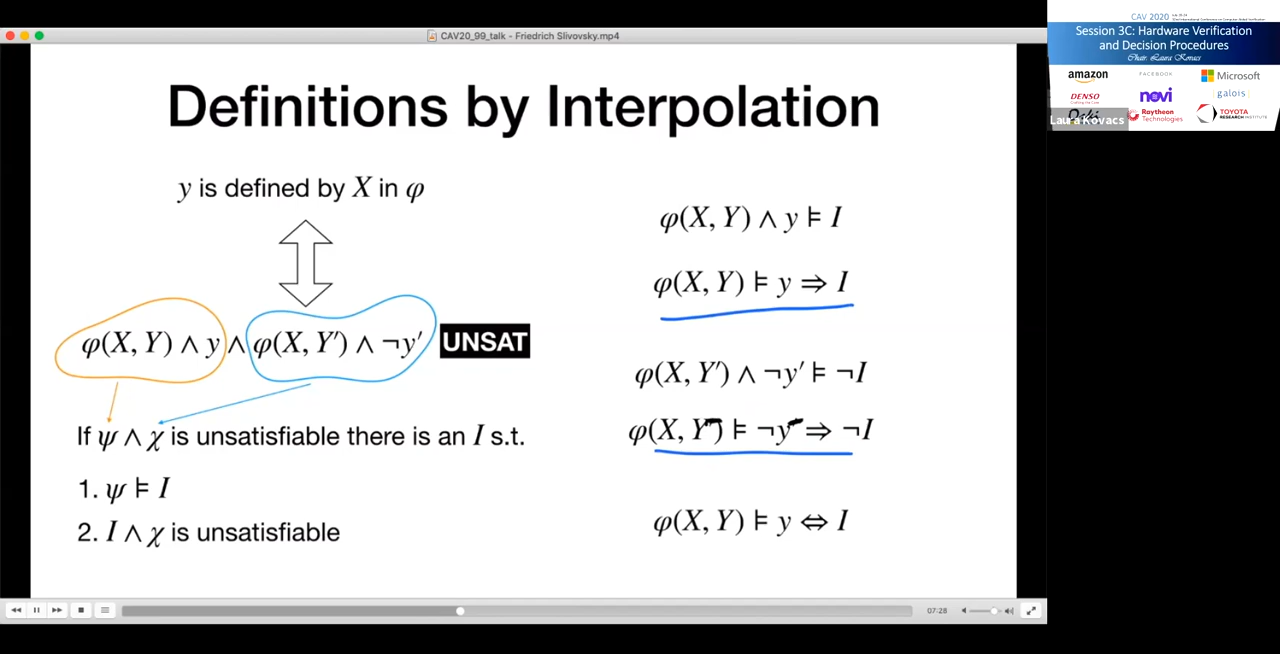 CAV20_99_talk - Friedrich Slivovsky.mp4
Definitions by Interpolation
y is defined by X in φ
φ(X, Y) ∧ y ∧ φ(X, Y′) ∧ ¬y′ UNSAT
If ψ ∧ χ is unsatisfiable there is an I s.t.
1. ψ ⊨ I
2. I ∧ χ is unsatisfiable
φ(X, Y) ∧ y ⊨ I
φ(X, Y) ⊨ y ⇒ I
φ(X, Y′) ∧ ¬y′ ⊨ ¬I
φ(X, Y) ⊨ ¬y ⇒ ¬I
φ(X, Y) ⊨ y ⇔ I
07:28
CAV 2020
Session 3C: Hardware Verification
and Decision Procedures
Chair: Laura Kovacs
amazon
FACEBOOK
Microsoft
DENSO
novi
galois
Raytheon
Technologies
TOYOTA
RESEARCH INSTITUTE
Laura Kovacs